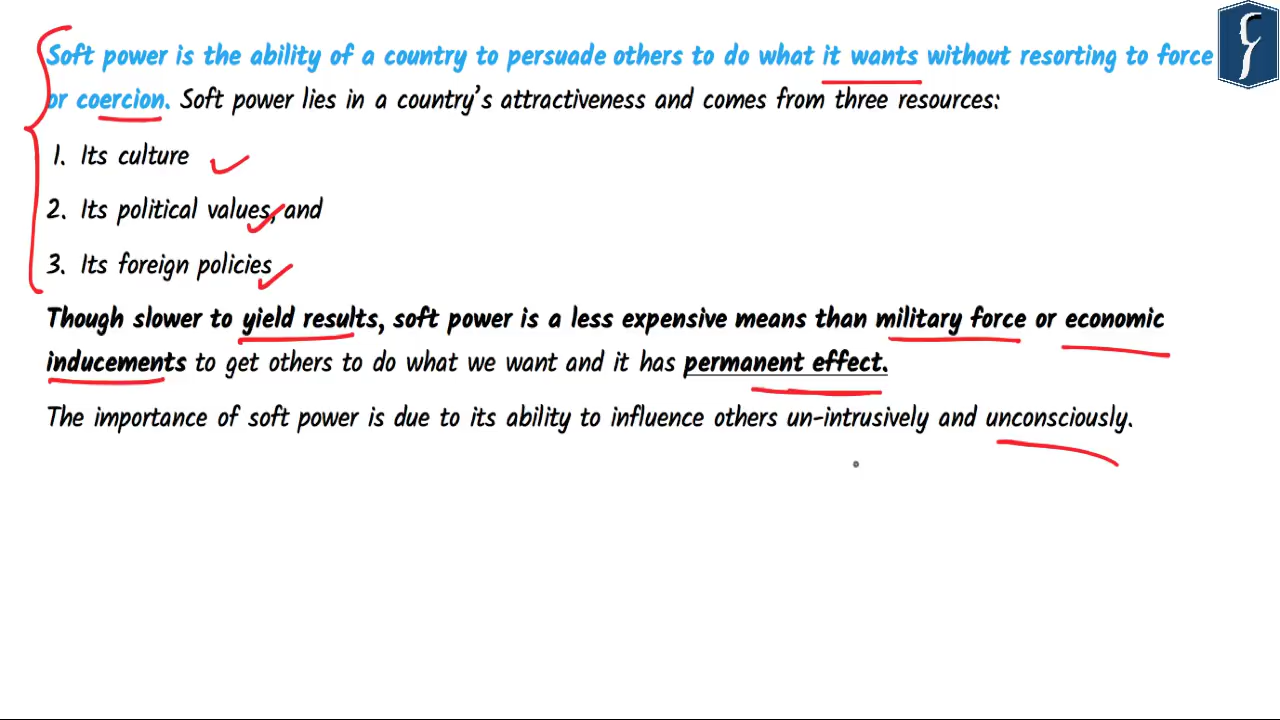 Soft power is the ability of a country to persuade others to do what it wants without resorting to force
or coercion. Soft power lies in a country's attractiveness and comes from three resources:
1. Its culture
2. Its political values, and
3. Its foreign policies
Though slower to yield results, soft power is a less expensive means than military force or economic
inducements to get others to do what we want and it has permanent effect.
The importance of soft power is due to its ability to influence others un-intrusively and unconsciously.